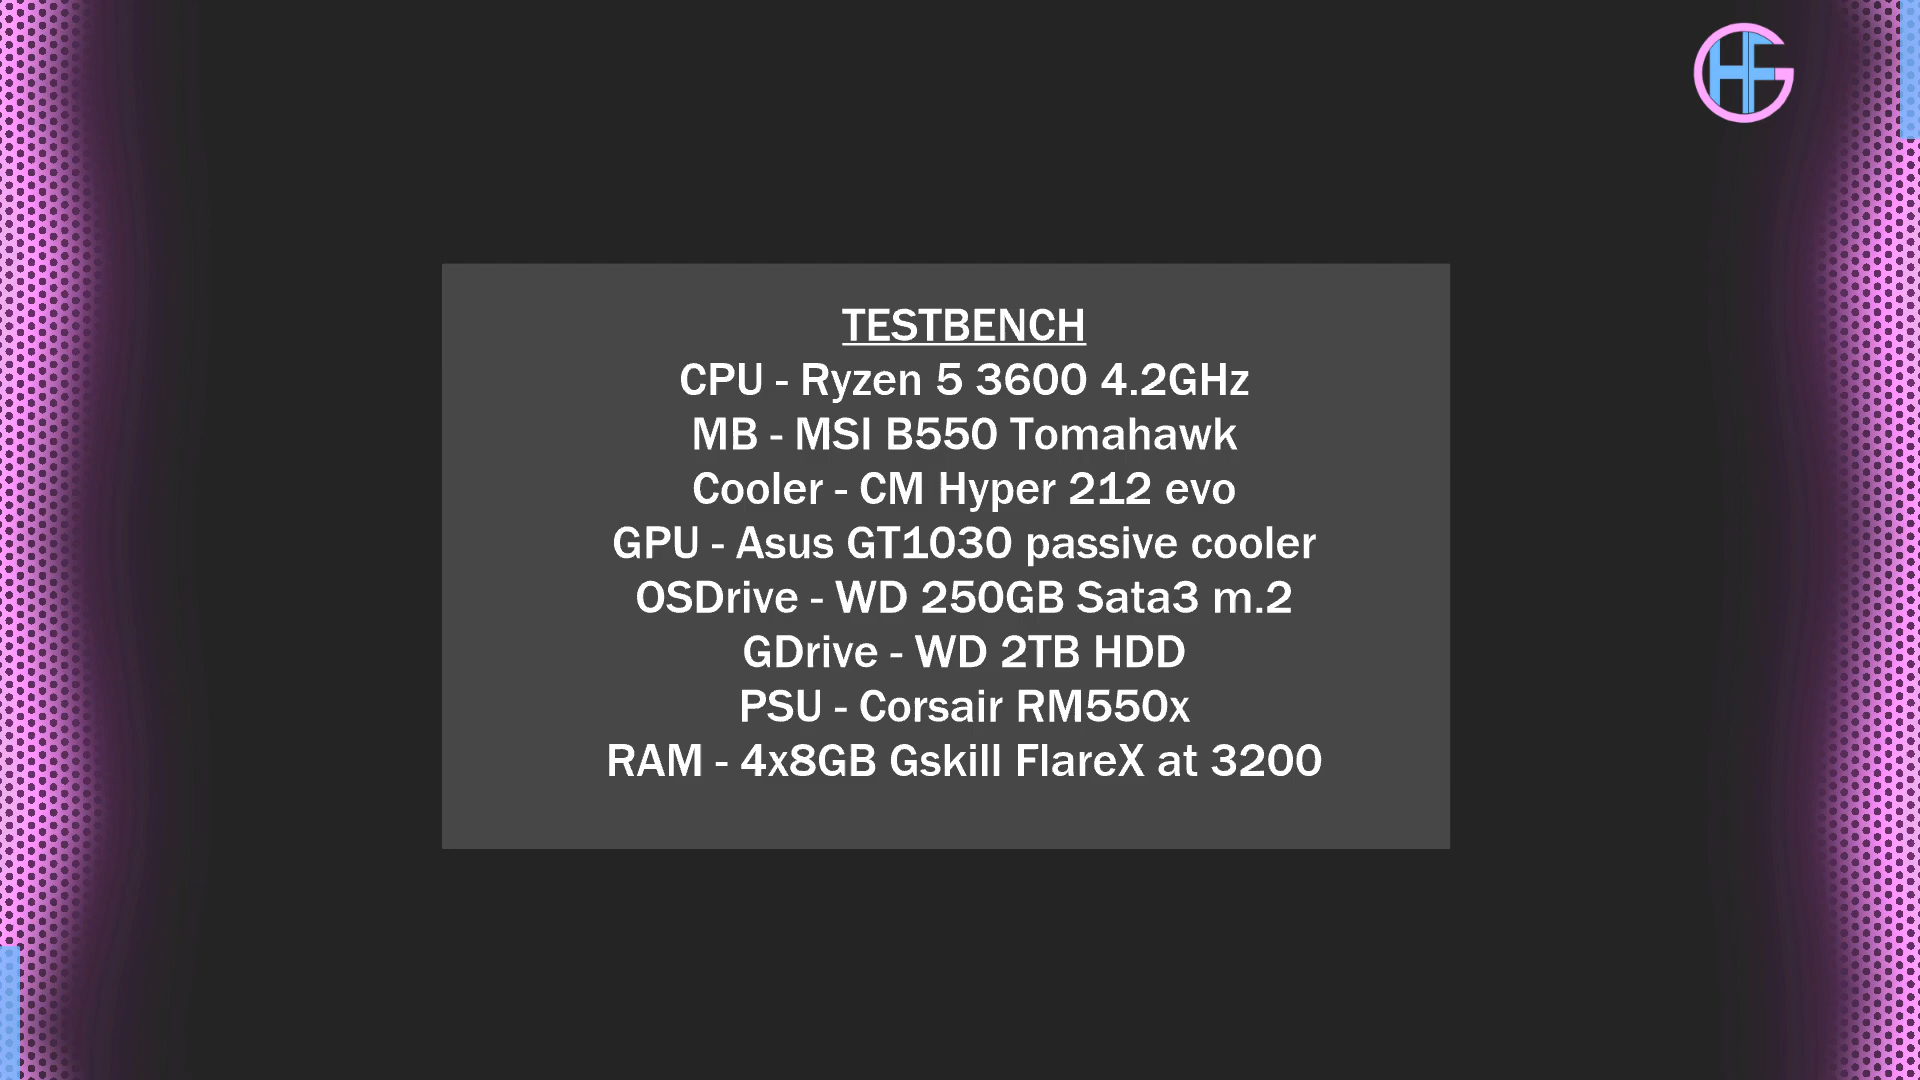 HFG
TESTBENCH
CPU - Ryzen 5 3600 4.2GHz
MB - MSI B550 Tomahawk
Cooler - CM Hyper 212 evo
GPU - Asus GT1030 passive cooler
OSDrive - WD 250GB Sata3 m.2
GDrive - WD 2TB HDD
PSU - Corsair RM550x
RAM - 4x8GB Gskill FlareX at 3200